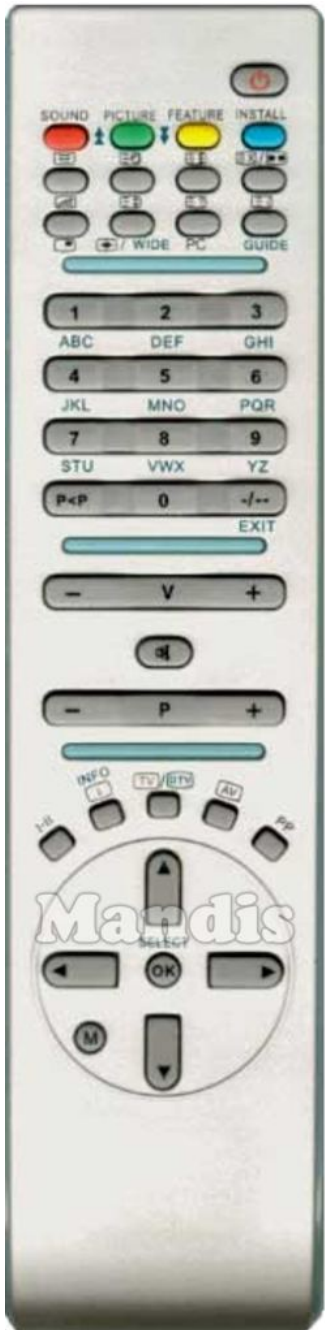 SOUND PICTURE FEATURE INSTALL
/ WIDE PC GUIDE
1 2 3
ABC DEF GHI
4 5 6
JKL MNO PQR
7 8 9
STU VWX YZ
P<P 0 -/--
EXIT
- V +
- P +
INFO
i
TV/DTV
AV
I-II
PP
Mandis
SELECT
OK
M